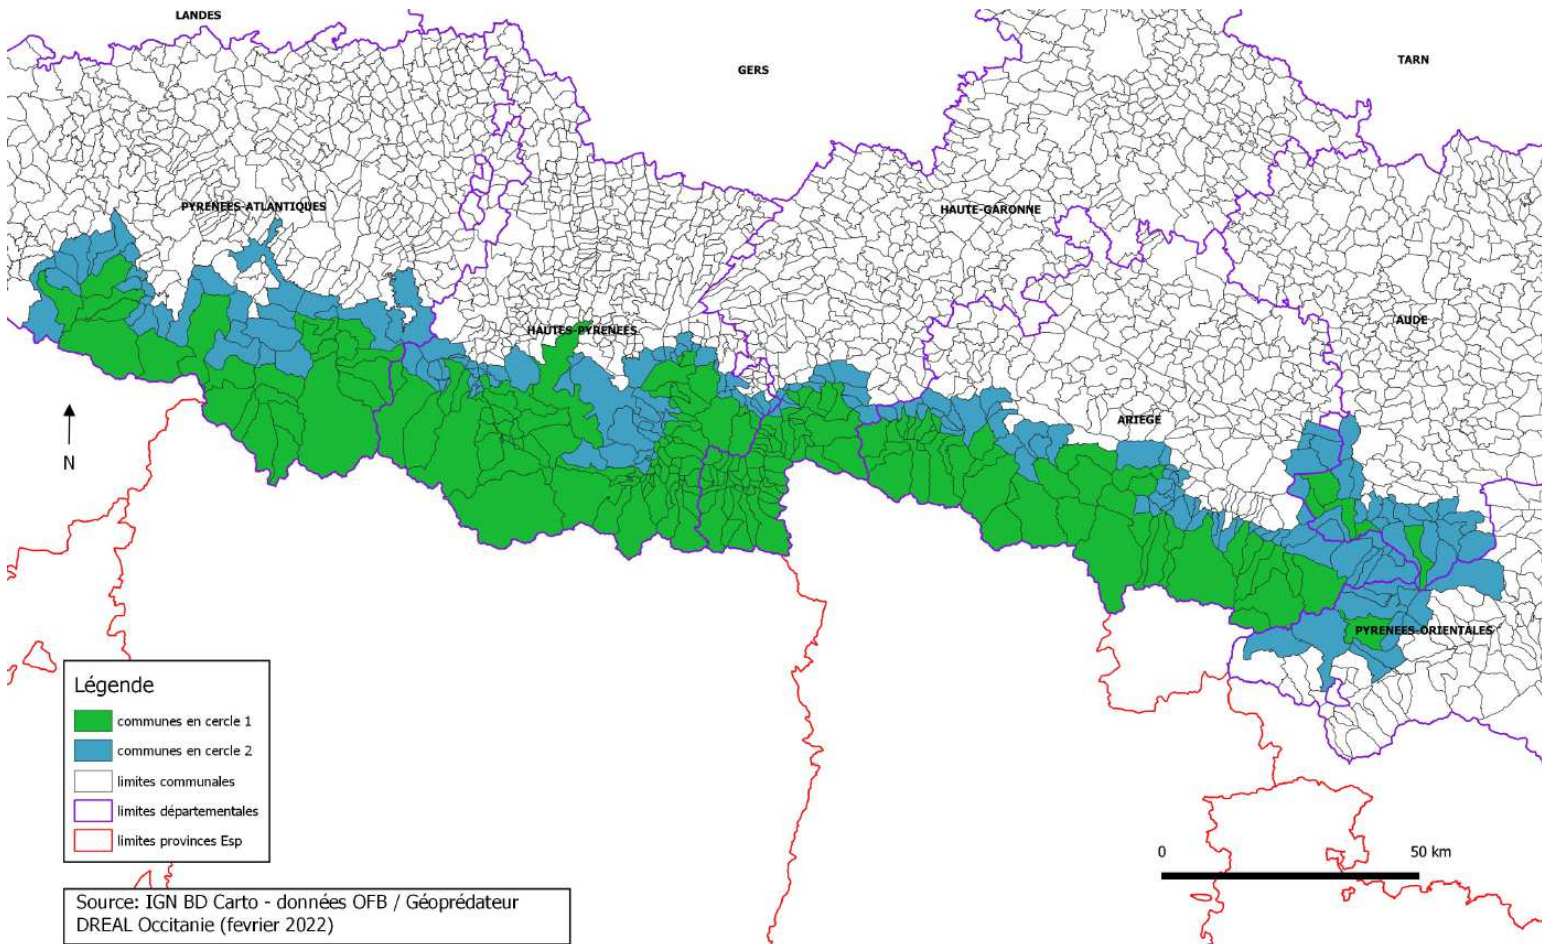 LANDES
GERS
TARN
PYRENEES-ATLANTIQUES
HAUTE-GARONNE
HAUTES-PYRENEES
AUDE
ARIEGE
N
PYRENEES-ORIENTALES
Légende
communes en cercle 1
communes en cercle 2
limites communales
limites départementales
limites provinces Esp
0
50 km
Source: IGN BD Carto - données OFB / Géoprédateur
DREAL Occitanie (fevrier 2022)